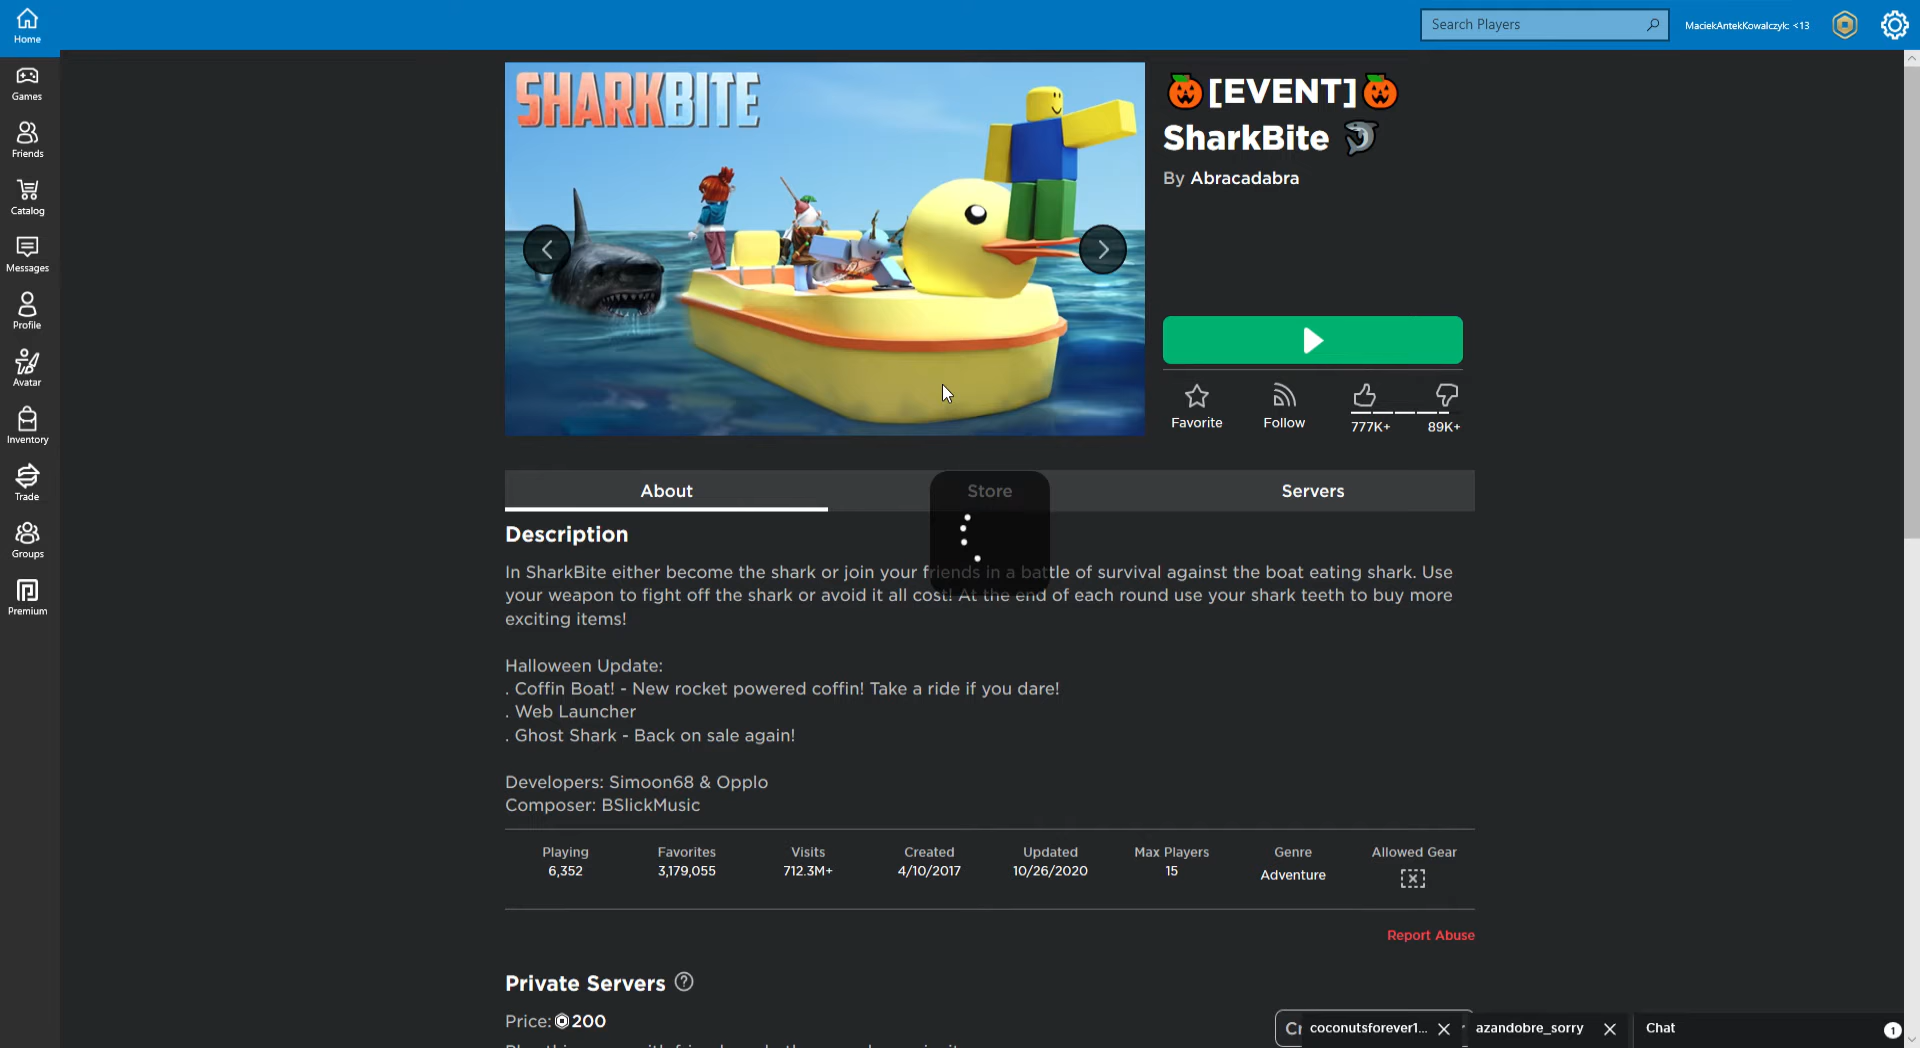 Home
Search Players
MaciekAntekKowalczyk: <13
Games
Friends
Catalog
Messages
Profile
Avatar
Inventory
Trade
Groups
Premium
SHARKBITE
🎃[EVENT]🎃
SharkBite 🦈
By Abracadabra
Favorite
Follow
777K+
89K+
About
Store
Servers
Description
In SharkBite either become the shark or join your friends in a battle of survival against the boat eating shark. Use
your weapon to fight off the shark or avoid it all cost! At the end of each round use your shark teeth to buy more
exciting items!
Halloween Update:
. Coffin Boat! - New rocket powered coffin! Take a ride if you dare!
. Web Launcher
. Ghost Shark - Back on sale again!
Developers: Simoon68 & Opplo
Composer: BSlickMusic
Playing
Favorites
Visits
Created
Updated
Max Players
Genre
Allowed Gear
6,352
3,179,055
712.3M+
4/10/2017
10/26/2020
15
Adventure
Report Abuse
Private Servers
Price: 200
coconutsforever1...
azandobre_sorry
Chat
1